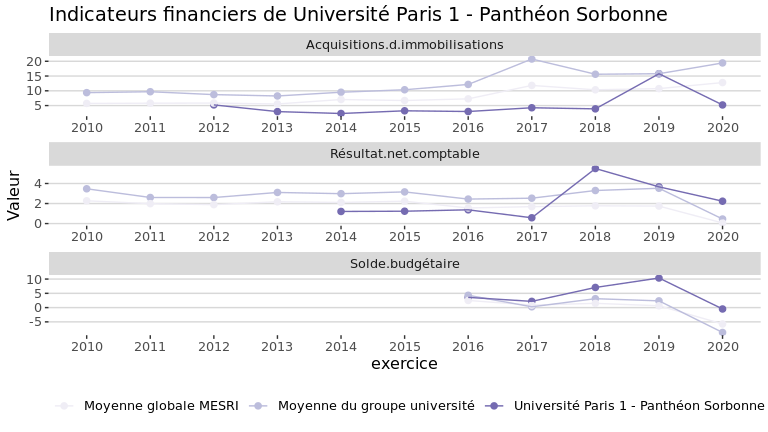 Indicateurs financiers de Université Paris 1 - Panthéon Sorbonne
Acquisitions.d.immobilisations
20
15
10
5
2010 2011 2012 2013 2014 2015 2016 2017 2018 2019 2020
Résultat.net.comptable
4
2
0
2010 2011 2012 2013 2014 2015 2016 2017 2018 2019 2020
Solde.budgétaire
10
5
0
-5
2010 2011 2012 2013 2014 2015 2016 2017 2018 2019 2020
Valeur
exercice
Moyenne globale MESRI Moyenne du groupe université Université Paris 1 - Panthéon Sorbonne